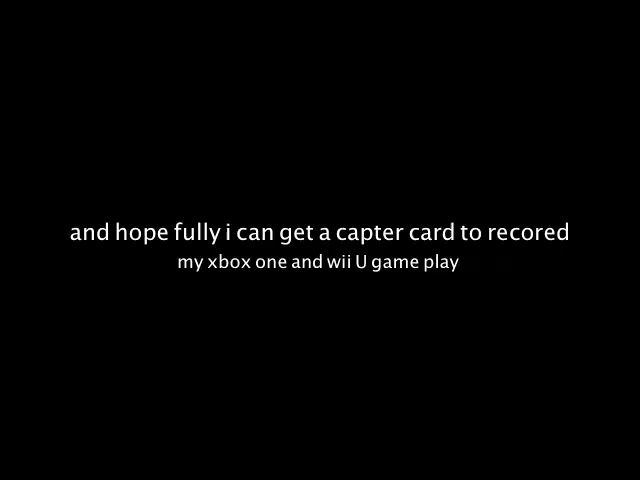 and hope fully i can get a capter card to recored
my xbox one and wii U game play